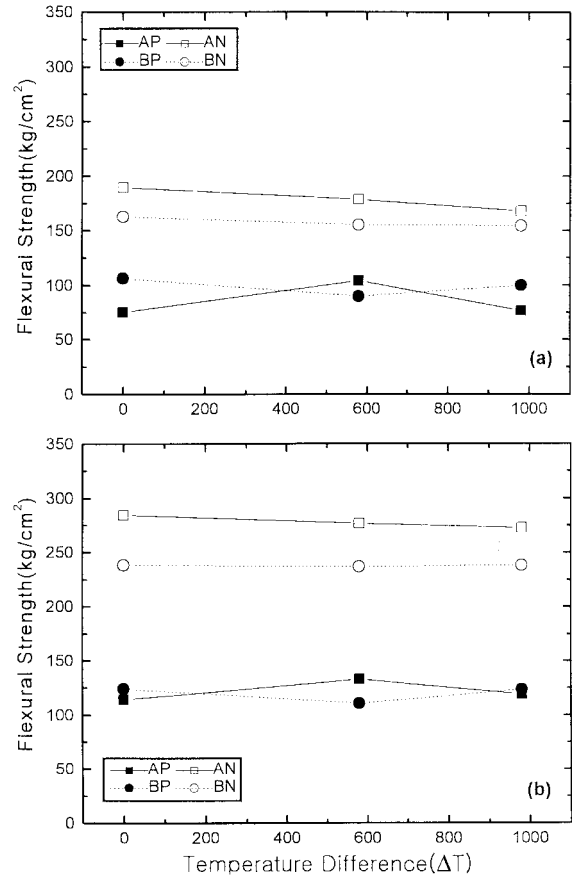 350
300
250
200
150
100
50
0
Flexural Strength(kg/cm²)
AP AN
BP BN
(a)
0 200 400 600 800 1000
350
300
250
200
150
100
50
0
Flexural Strength(kg/cm²)
AP AN
BP BN
(b)
0 200 400 600 800 1000
Temperature Difference(ΔT)